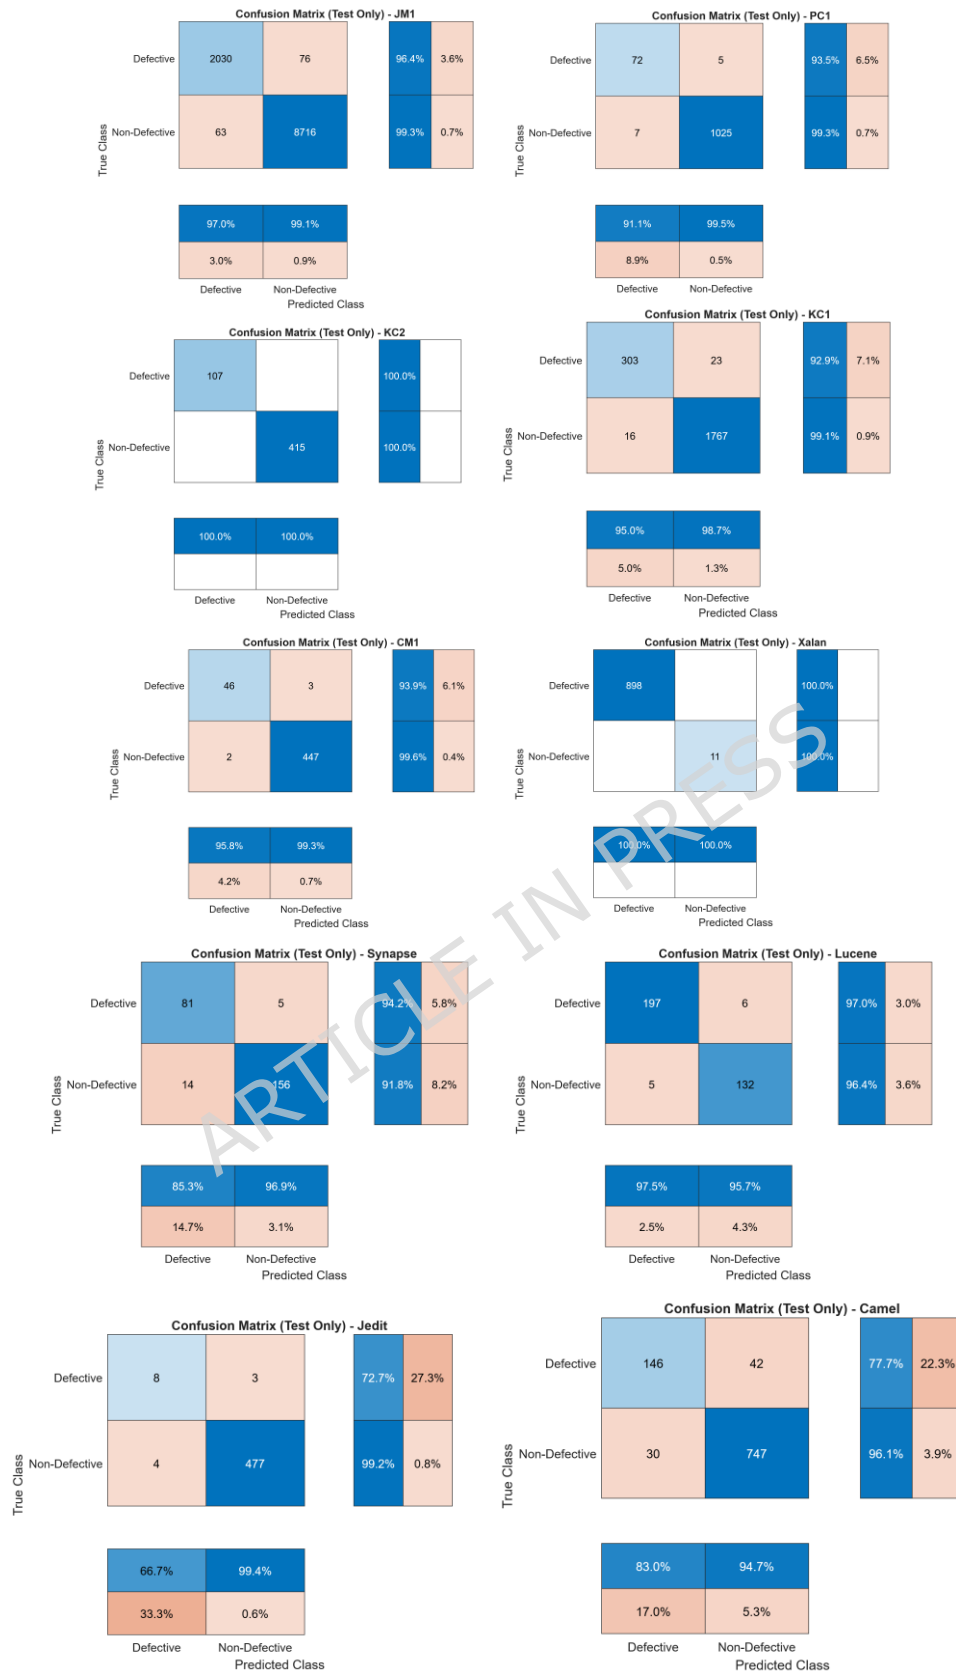 Confusion Matrix (Test Only) - JM1
Defective 2030 76 96.4% 3.6%
Non-Defective 63 8716 99.3% 0.7%
True Class
97.0% 99.1%
3.0% 0.9%
Defective Non-Defective
Predicted Class
Confusion Matrix (Test Only) - PC1
Defective 72 5 93.5% 6.5%
Non-Defective 7 1025 99.3% 0.7%
True Class
91.1% 99.5%
8.9% 0.5%
Defective Non-Defective
Predicted Class
Confusion Matrix (Test Only) - KC2
Defective 107 100.0%
Non-Defective 415 100.0%
True Class
100.0% 100.0%
Defective Non-Defective
Predicted Class
Confusion Matrix (Test Only) - KC1
Defective 303 23 92.9% 7.1%
Non-Defective 16 1767 99.1% 0.9%
True Class
95.0% 98.7%
5.0% 1.3%
Defective Non-Defective
Predicted Class
Confusion Matrix (Test Only) - CM1
Defective 46 3 93.9% 6.1%
Non-Defective 2 447 99.6% 0.4%
True Class
95.8% 99.3%
4.2% 0.7%
Defective Non-Defective
Predicted Class
Confusion Matrix (Test Only) - Xalan
Defective 898 100.0%
Non-Defective 11 100.0%
True Class
100.0% 100.0%
Defective Non-Defective
Predicted Class
Confusion Matrix (Test Only) - Synapse
Defective 81 5 94.2% 5.8%
Non-Defective 14 156 91.8% 8.2%
True Class
85.3% 96.9%
14.7% 3.1%
Defective Non-Defective
Predicted Class
Confusion Matrix (Test Only) - Lucene
Defective 197 6 97.0% 3.0%
Non-Defective 5 132 96.4% 3.6%
True Class
97.5% 95.7%
2.5% 4.3%
Defective Non-Defective
Predicted Class
Confusion Matrix (Test Only) - Jedit
Defective 8 3 72.7% 27.3%
Non-Defective 4 477 99.2% 0.8%
True Class
66.7% 99.4%
33.3% 0.6%
Defective Non-Defective
Predicted Class
Confusion Matrix (Test Only) - Camel
Defective 146 42 77.7% 22.3%
Non-Defective 30 747 96.1% 3.9%
True Class
83.0% 94.7%
17.0% 5.3%
Defective Non-Defective
Predicted Class
ARTICLE IN PRESS